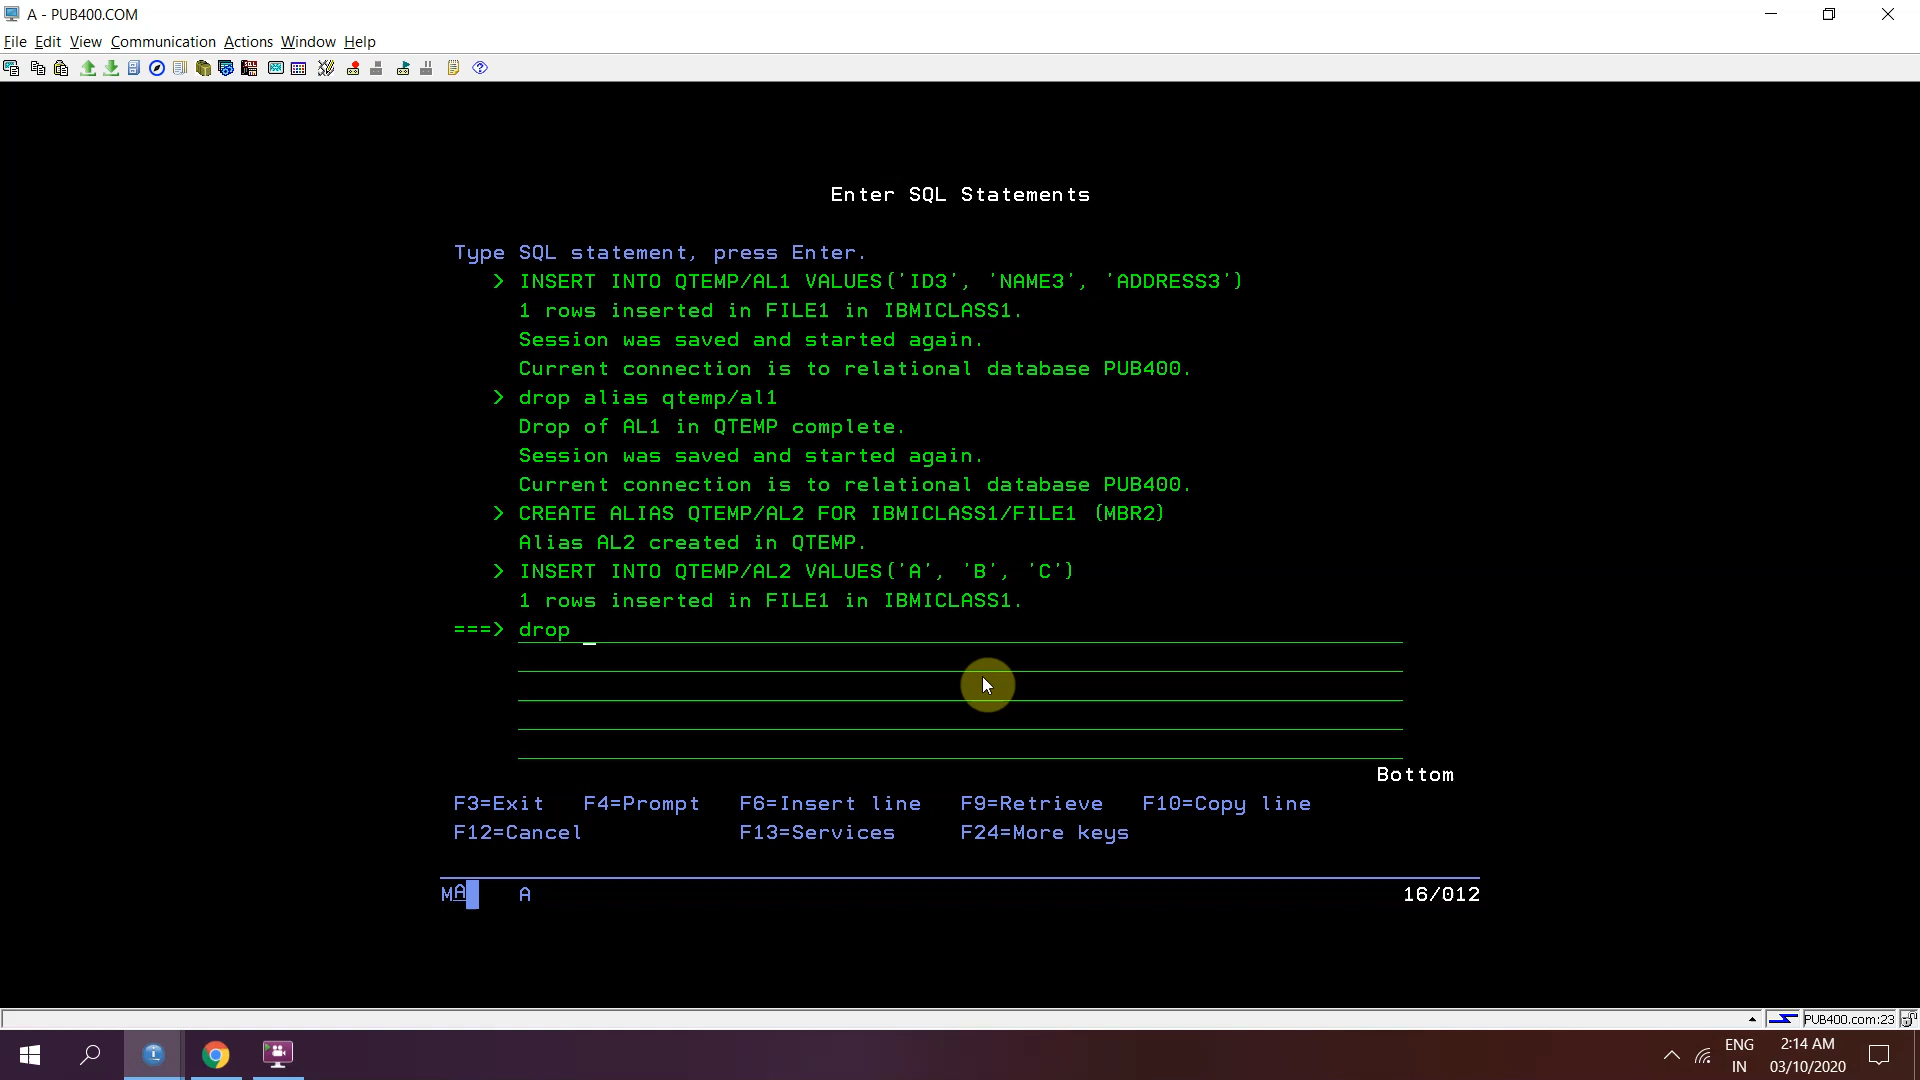 A - PUB400.COM
File Edit View Communication Actions Window Help
Enter SQL Statements
Type SQL statement, press Enter.
> INSERT INTO QTEMP/AL1 VALUES('ID3', 'NAME3', 'ADDRESS3')
1 rows inserted in FILE1 in IBMICLASS1.
Session was saved and started again.
Current connection is to relational database PUB400.
> drop alias qtemp/al1
Drop of AL1 in QTEMP complete.
Session was saved and started again.
Current connection is to relational database PUB400.
> CREATE ALIAS QTEMP/AL2 FOR IBMICLASS1/FILE1 (MBR2)
Alias AL2 created in QTEMP.
> INSERT INTO QTEMP/AL2 VALUES('A', 'B', 'C')
1 rows inserted in FILE1 in IBMICLASS1.
===> drop _
Bottom
F3=Exit F4=Prompt F6=Insert line F9=Retrieve F10=Copy line
F12=Cancel F13=Services F24=More keys
MA A 16/012
PUB400.com:23
ENG 2:14 AM
IN 03/10/2020